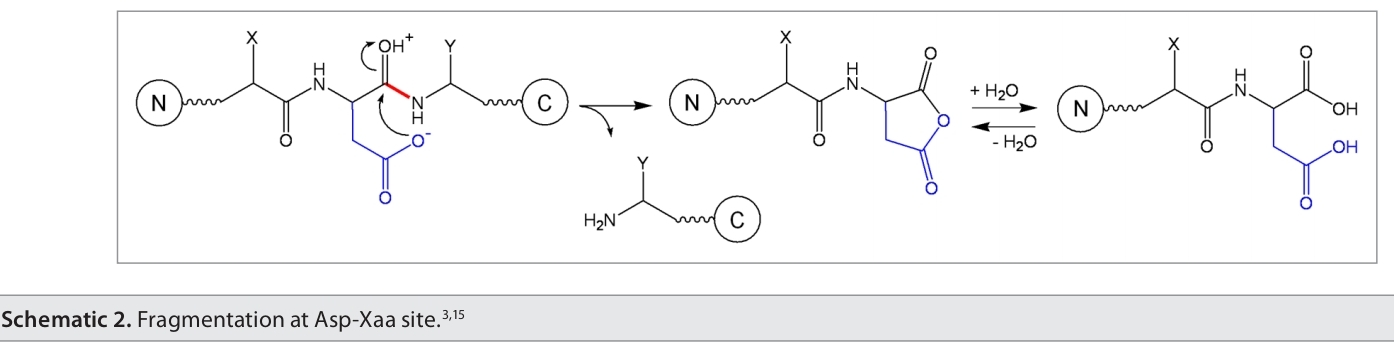 X
OH+
Y
H
N
N
N
H
C
O
O-
O
X
O
H
N
N
O
O
O
+ H2O
- H2O
X
O
H
N
N
OH
O
OH
O
Y
H2N
C
Schematic 2. Fragmentation at Asp-Xaa site.3,15